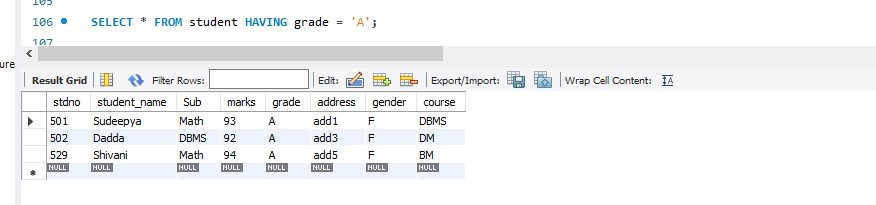 105
106 SELECT * FROM student HAVING grade = 'A';
107
ure
Result Grid Filter Rows: Edit: Export/Import: Wrap Cell Content: IA
stdno student_name Sub marks grade address gender course
501 Sudeepya Math 93 A add1 F DBMS
502 Dadda DBMS 92 A add3 F DM
529 Shivani Math 94 A add5 F BM
NULL NULL NULL NULL NULL NULL NULL NULL